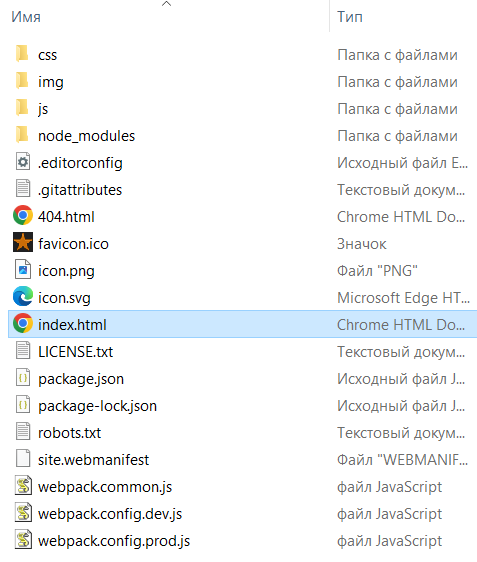 Имя Тип
css Папка с файлами
img Папка с файлами
js Папка с файлами
node_modules Папка с файлами
.editorconfig Исходный файл E...
.gitattributes Текстовый докум...
404.html Chrome HTML Do...
favicon.ico Значок
icon.png Файл "PNG"
icon.svg Microsoft Edge HT...
index.html Chrome HTML Do...
LICENSE.txt Текстовый докум...
package.json Исходный файл J...
package-lock.json Исходный файл J...
robots.txt Текстовый докум...
site.webmanifest Файл "WEBMANIF...
webpack.common.js файл JavaScript
webpack.config.dev.js файл JavaScript
webpack.config.prod.js файл JavaScript